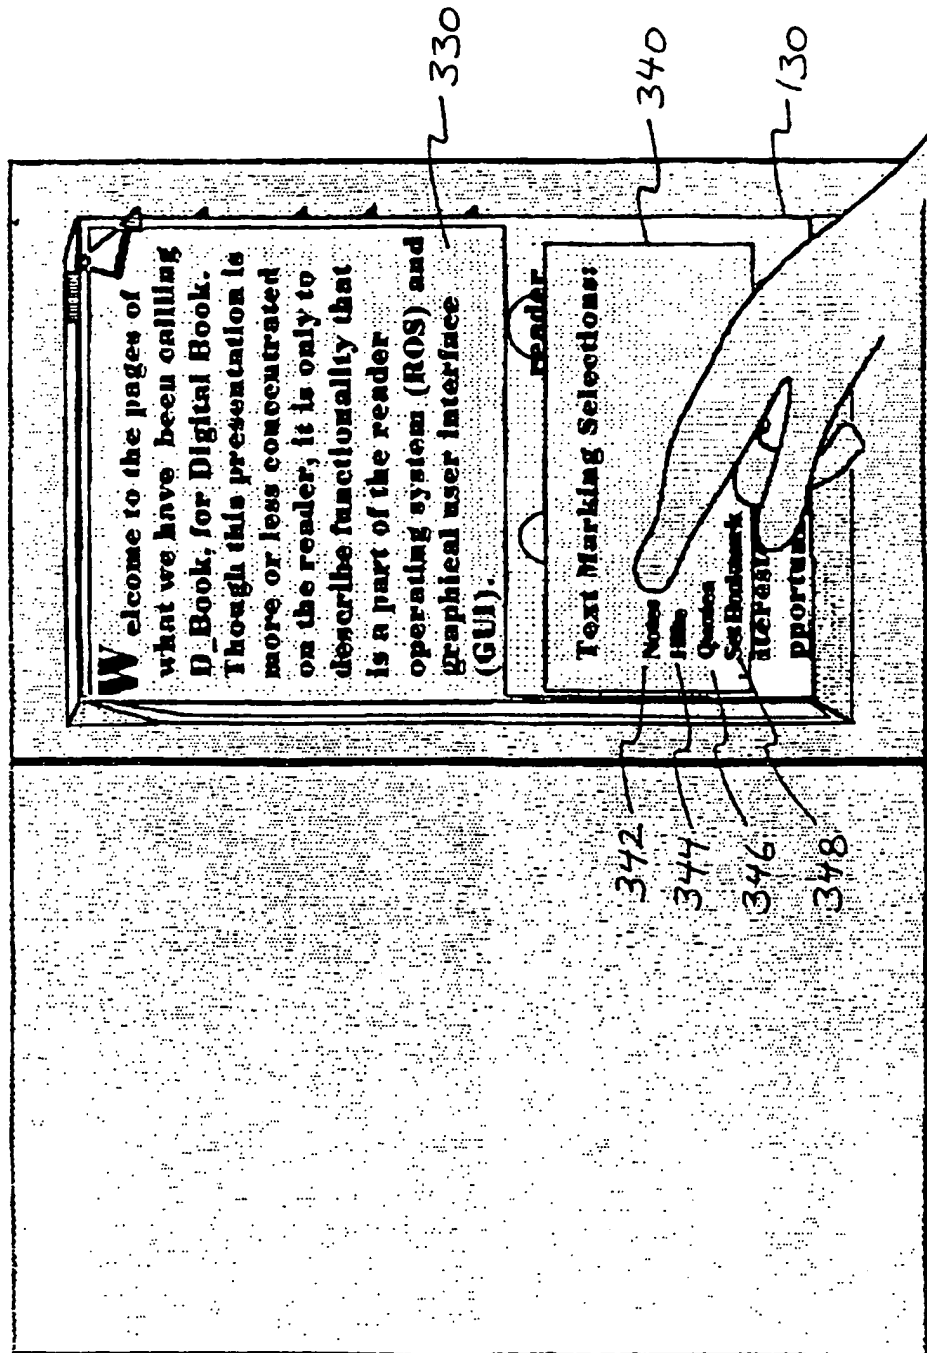 Welcome to the pages of
what we have been callling
D_Book, for Digital Book.
Though this presentation is
more or less concentrated
on the reader, it is only to
describe functionality that
is a part of the reader
operating system (ROS) and
graphical user interface
(GUI).
reader
Text Marking Selections:
Notes
Quotes
Set Bookmark
330
340
130
342
344
346
348